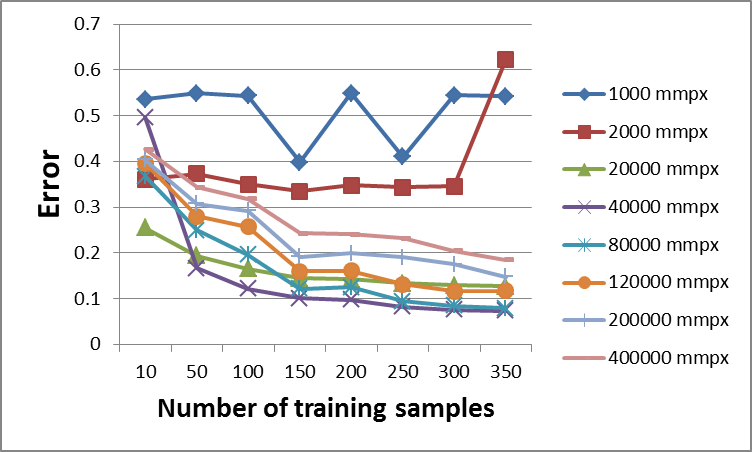 0.7
0.6
0.5
0.4
0.3
0.2
0.1
0
Error
10 50 100 150 200 250 300 350
Number of training samples
1000 mmpx
2000 mmpx
20000 mmpx
40000 mmpx
80000 mmpx
120000 mmpx
200000 mmpx
400000 mmpx